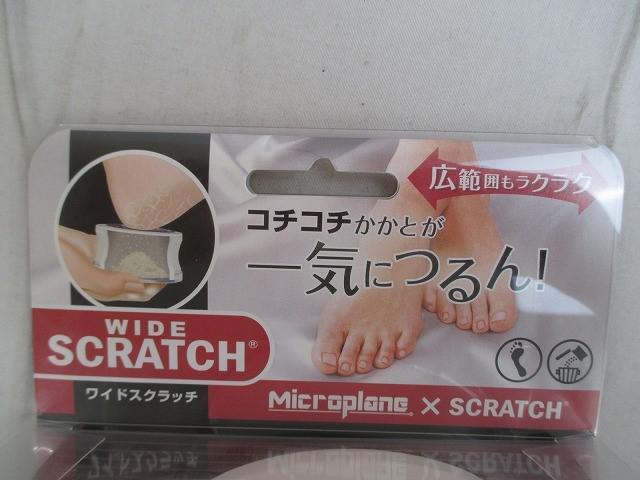 広範囲もラクラク
コチコチかかとが
一気につるん!
WIDE
SCRATCH®
ワイドスクラッチ
Microplane® × SCRATCH®